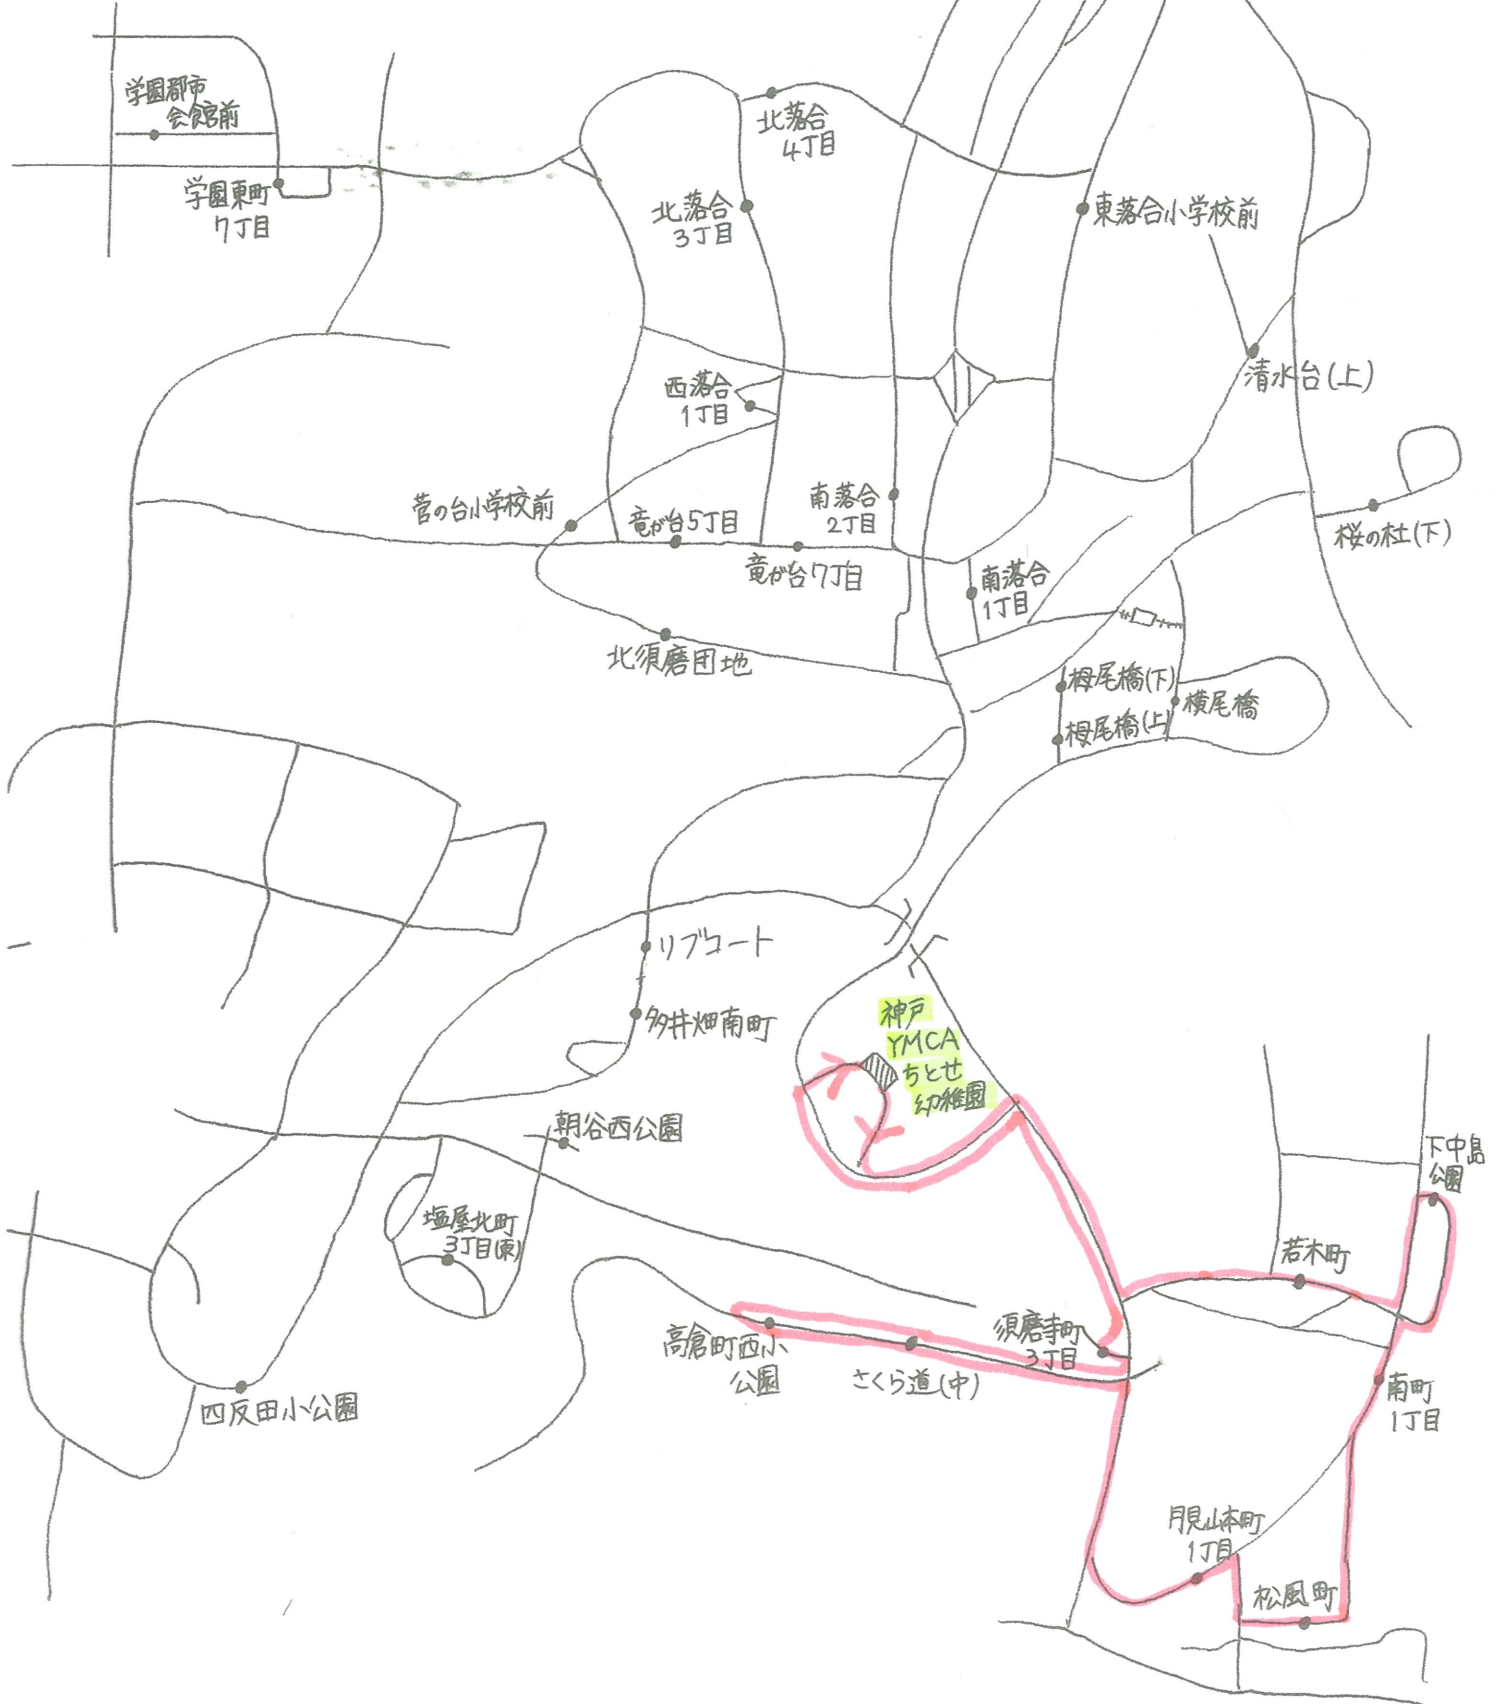 学園都市
会館前
学園東町
7丁目
北落合
4丁目
北落合
3丁目
東落合小学校前
西落合
1丁目
清水台(上)
菅の台小学校前
竜が台5丁目
南落合
2丁目
桜の杜(下)
竜が台7丁目
南落合
1丁目
北須磨団地
栂尾橋(下)
栂尾橋(上)
横尾橋
リブコート
多井畑南町
神戸
YMCA
ちとせ
幼稚園
朝谷西公園
下中島
公園
塩屋北町
3丁目(東)
若木町
高倉町西小
公園
さくら道(中)
須磨寺町
3丁目
南町
1丁目
四反田小公園
月見山本町
1丁目
松風町